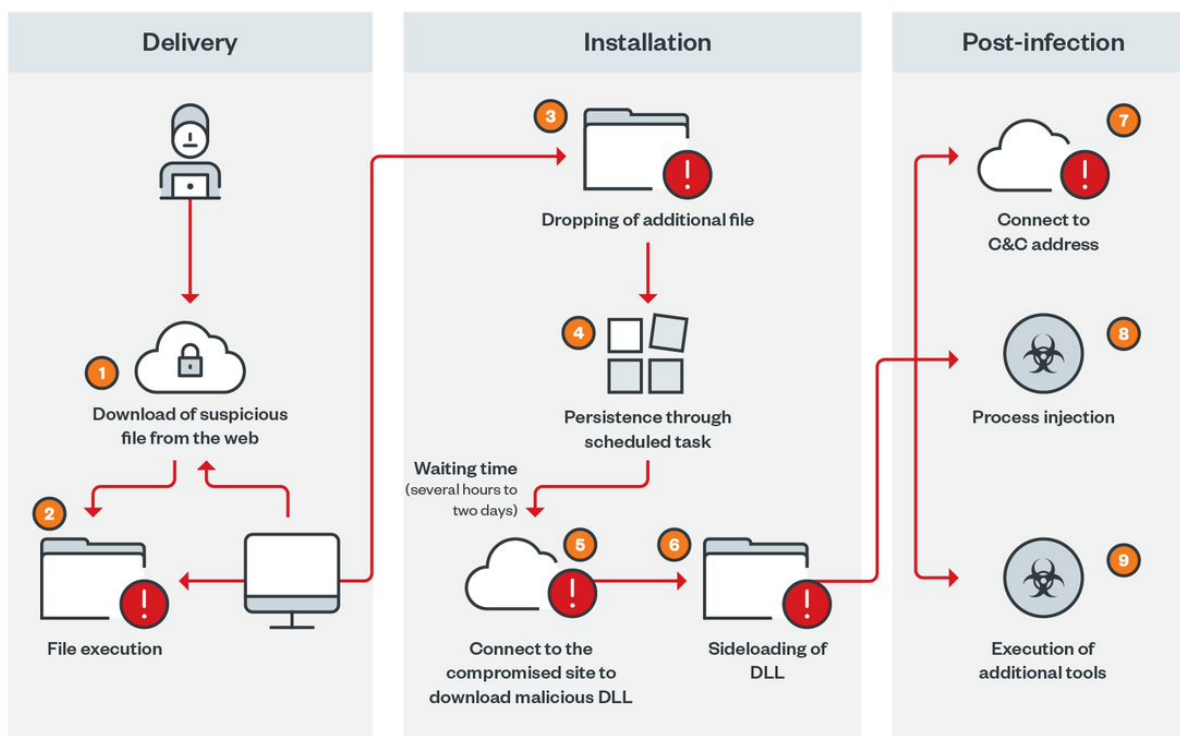 Delivery
Installation
Post-infection
1
Download of suspicious
file from the web
2
File execution
3
Dropping of additional file
4
Persistence through
scheduled task
Waiting time
(several hours to
two days)
5
Connect to the
compromised site to
download malicious DLL
6
Sideloading of
DLL
7
Connect to
C&C address
8
Process injection
9
Execution of
additional tools